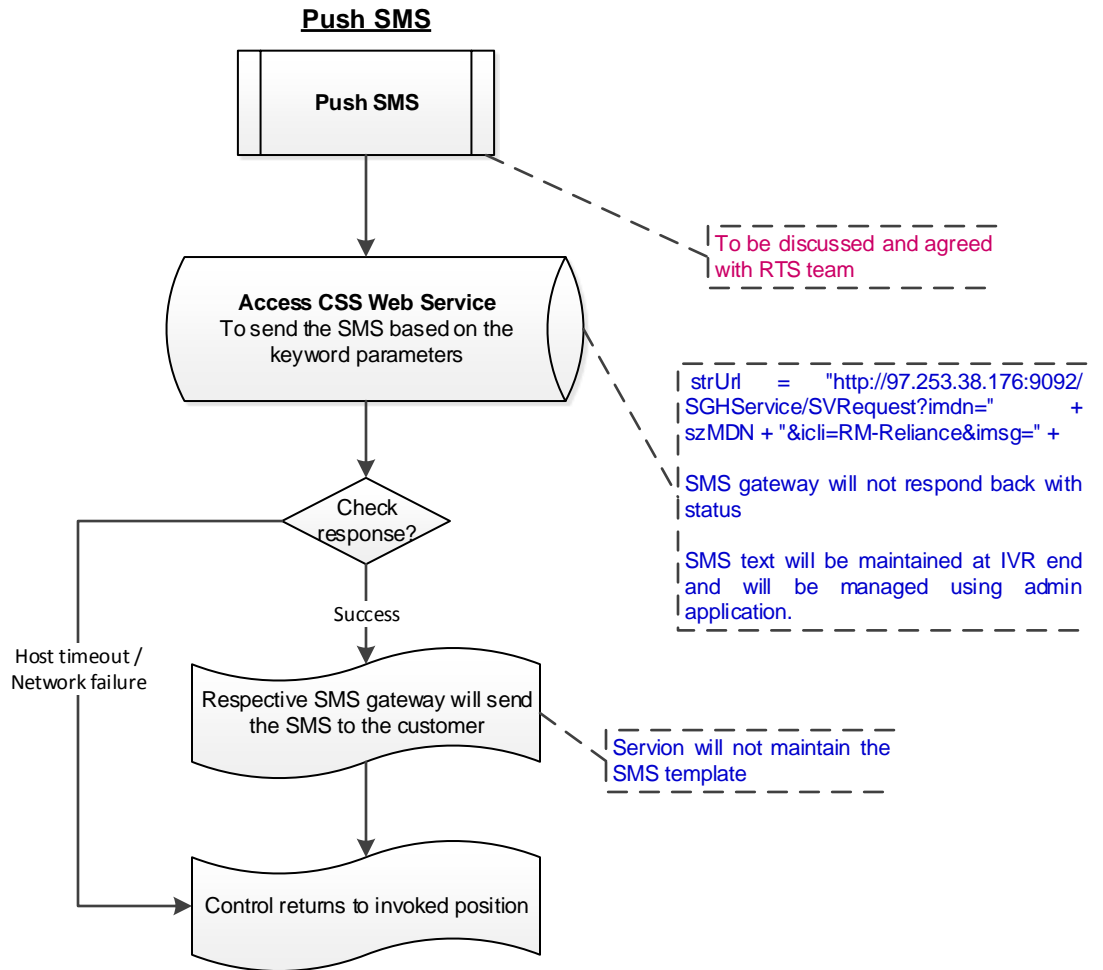 Push SMS
Push SMS
To be discussed and agreed
with RTS team
Access CSS Web Service
To send the SMS based on the
keyword parameters
strUrl = "http://97.253.38.176:9092/
SGHService/SVRequest?imdn=" +
szMDN + "&icli=RM-Reliance&imsg=" +
SMS gateway will not respond back with
status
SMS text will be maintained at IVR end
and will be managed using admin
application.
Check
response?
Success
Host timeout /
Network failure
Respective SMS gateway will send
the SMS to the customer
Servion will not maintain the
SMS template
Control returns to invoked position